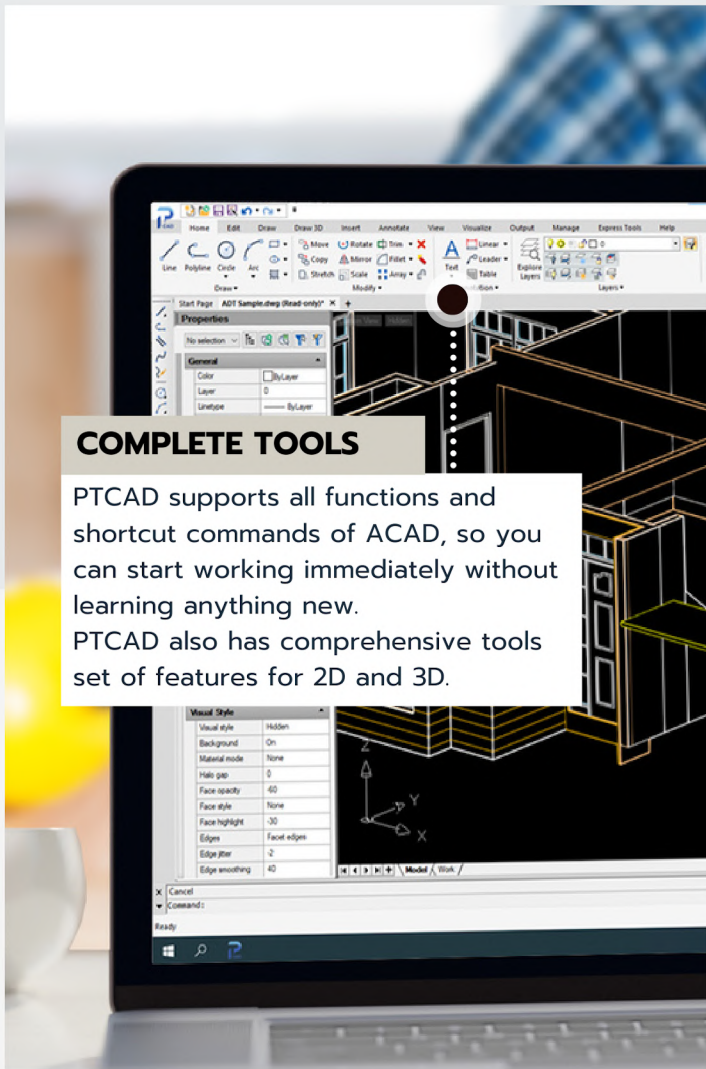 CAD
Home Edit Draw Draw 3D Insert Annotate View Visualize Output Manage Express Tools Help
Move Rotate Trim Linear 0
Line Polyline Circle Arc Copy Mirror Fillet Text Leader Explore
Stretch Scale Array Table Layers
Draw Modify Layers
Start Page ADT Sample.dwg (Read-only)*
Properties
No selection
General
Color ByLayer
Layer 0
Linetype ByLayer
COMPLETE TOOLS
PTCAD supports all functions and
shortcut commands of ACAD, so you
can start working immediately without
learning anything new.
PTCAD also has comprehensive tools
set of features for 2D and 3D.
Visual Style
Visual style Hidden
Background On
Material mode None
Halo gap 0
Face opacity -60
Face style None
Face highlight -30
Edges Facet edges
Edge jitter -2
Edge smoothing 40
Z
Y
X
Model Work
Cancel
Command:
Ready